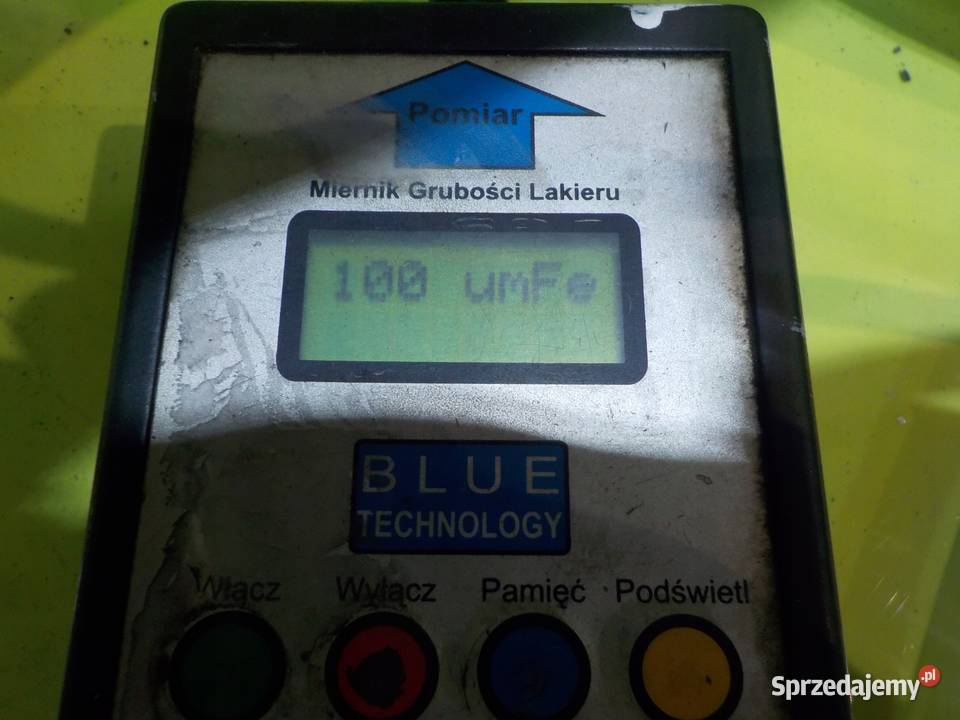 Pomiar
Miernik Grubości Lakieru
100 umFe
BLUE
TECHNOLOGY
Włącz Wyłącz Pamięć Podświetl
Sprzedajemy.pl